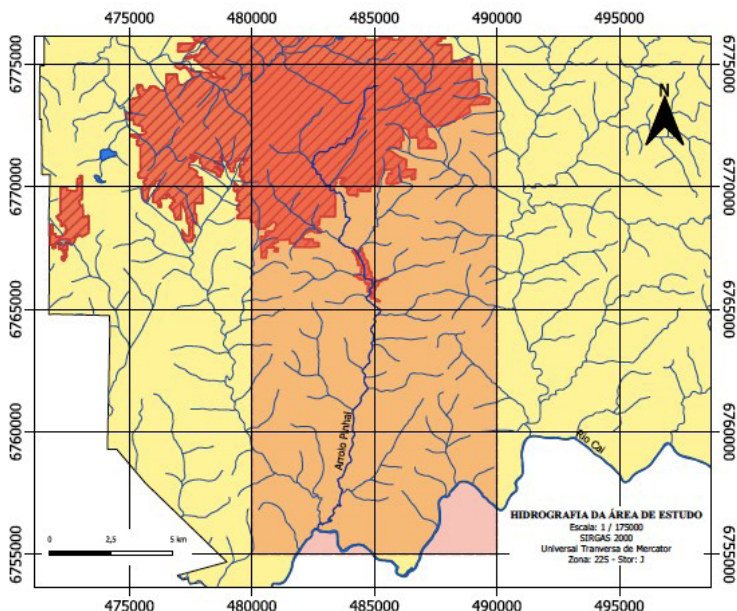 475000 480000 485000 490000 495000
6775000
6775000
N
6770000
6770000
6765000
6765000
6760000
6760000
Arroio Pinhal
Rio Cai
HIDROGRAFIA DA ÁREA DE ESTUDO
Escala: 1 / 175000
SIRGAS 2000
Universal Tranversa de Mercator
Zona: 22S - Stor: J
0 2,5 5 km
6755000
6755000
475000 480000 485000 490000 495000